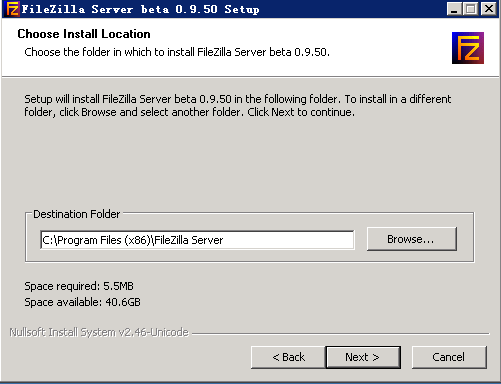 FileZilla Server beta 0.9.50 Setup
Choose Install Location
Choose the folder in which to install FileZilla Server beta 0.9.50.
Setup will install FileZilla Server beta 0.9.50 in the following folder. To install in a different
folder, click Browse and select another folder. Click Next to continue.
Destination Folder
C:\Program Files (x86)\FileZilla Server
Browse...
Space required: 5.5MB
Space available: 40.6GB
Nullsoft Install System v2.46-Unicode
< Back
Next >
Cancel